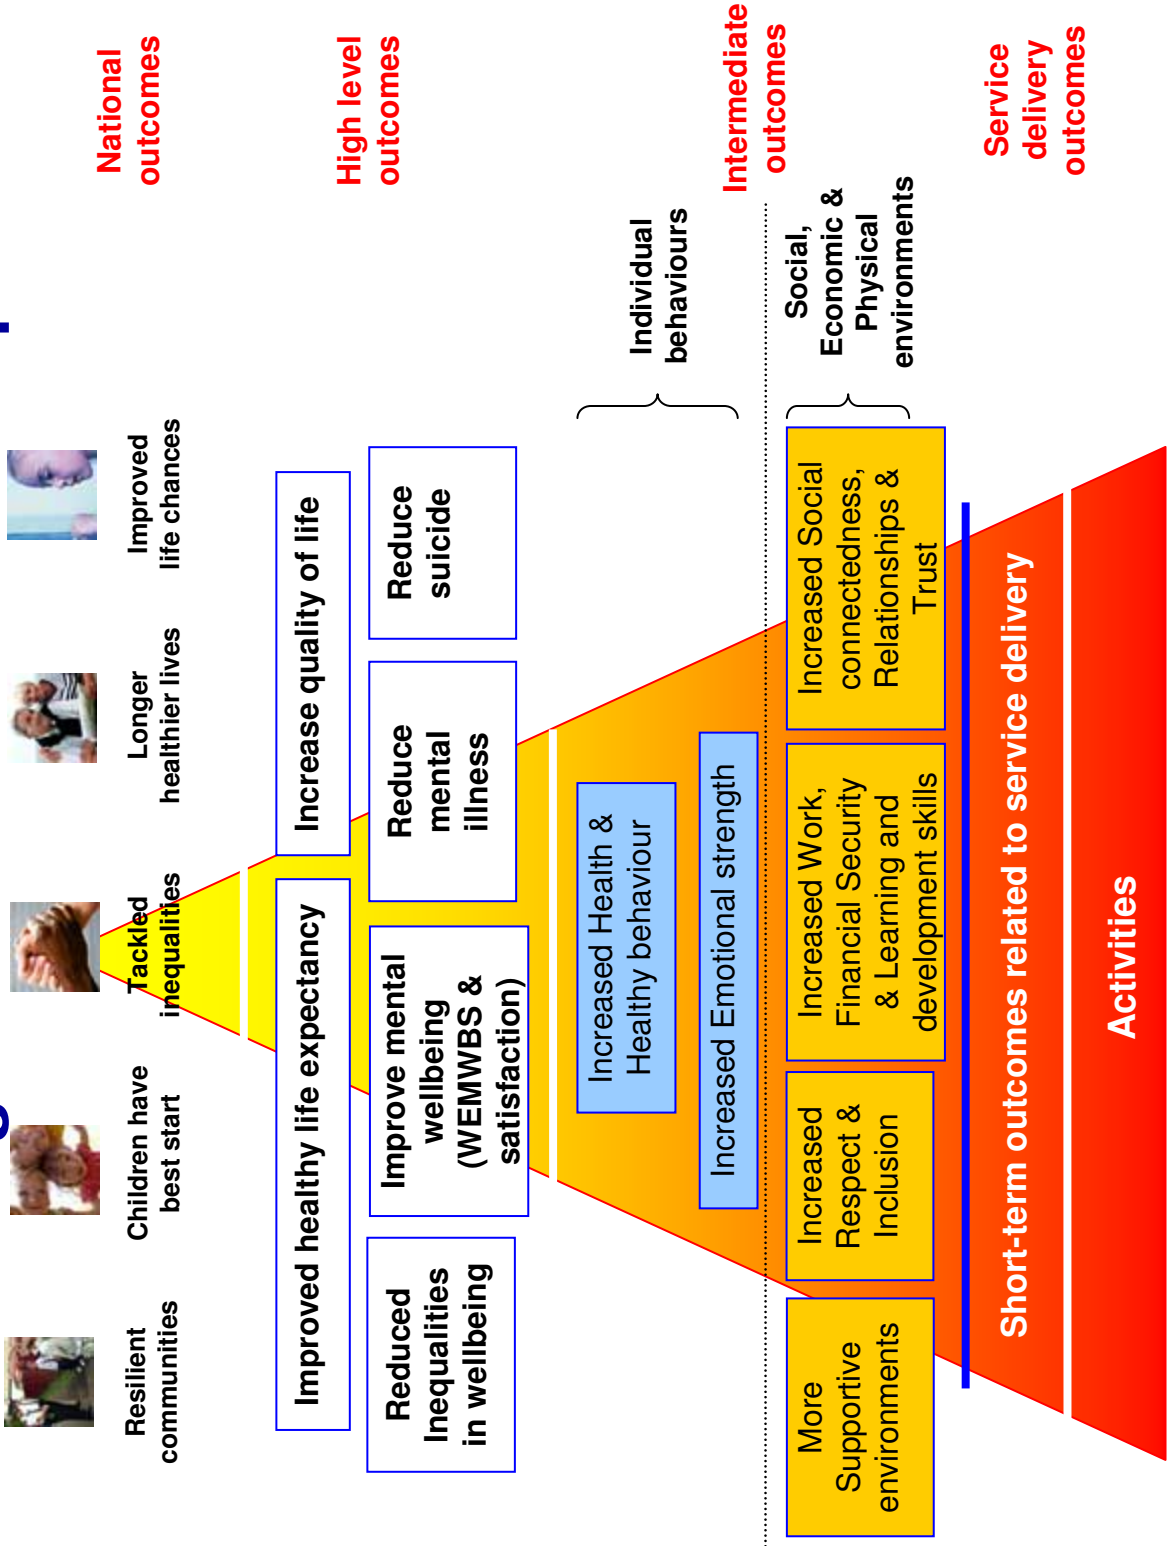 Resilient
communities
Children have
best start
Tackled
inequalities
Longer
healthier lives
Improved
life chances
National
outcomes
Improved healthy life expectancy
Increase quality of life
High level
outcomes
Reduced
Inequalities
in wellbeing
Improve mental
wellbeing
(WEMWBS &
satisfaction)
Reduce
mental
illness
Reduce
suicide
Increased Health &
Healthy behaviour
Increased Emotional strength
Individual
behaviours
Intermediate
outcomes
More
Supportive
environments
Increased
Respect &
Inclusion
Increased Work,
Financial Security
& Learning and
development skills
Increased Social
connectedness,
Relationships &
Trust
Social,
Economic &
Physical
environments
Short-term outcomes related to service delivery
Service
delivery
outcomes
Activities